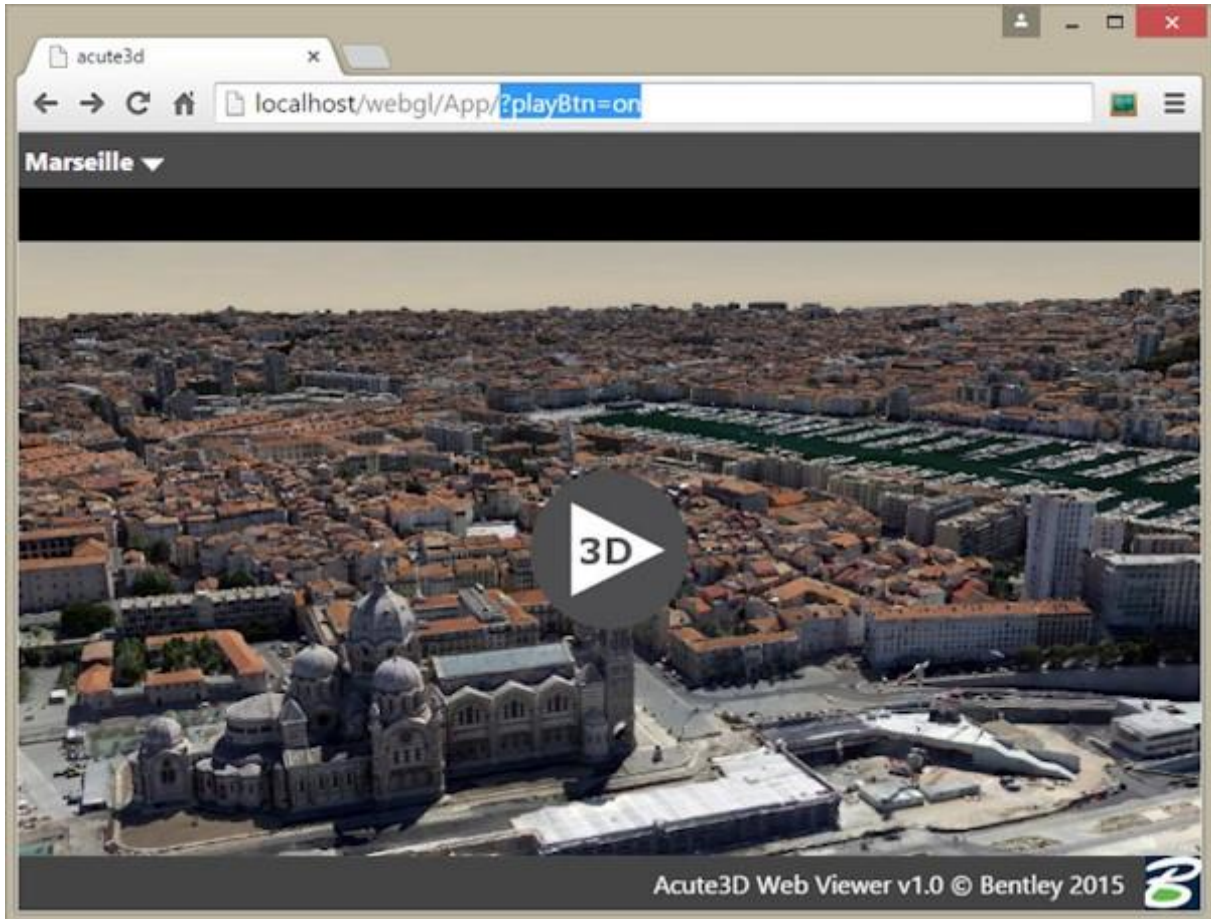 acute3d
localhost/webgl/App/?playBtn=on
Marseille
3D
Acute3D Web Viewer v1.0 © Bentley 2015